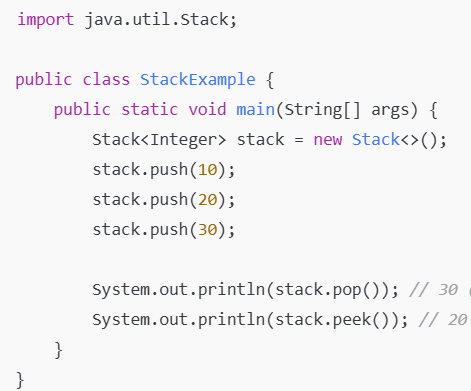 import java.util.Stack;

public class StackExample {
    public static void main(String[] args) {
        Stack<Integer> stack = new Stack<>();
        stack.push(10);
        stack.push(20);
        stack.push(30);

        System.out.println(stack.pop()); // 30 (
        System.out.println(stack.peek()); // 20
    }
}